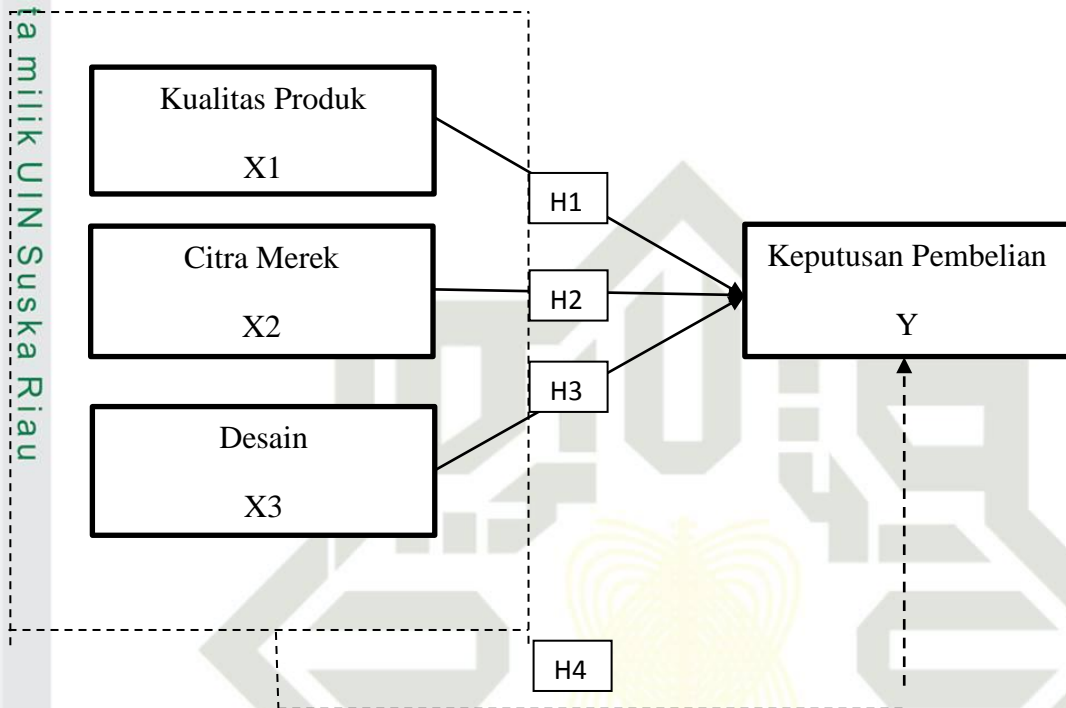 ta milik UIN Suska Riau
Kualitas Produk
X1
H1
Citra Merek
X2
H2
Keputusan Pembelian
Y
H3
Desain
X3
H4